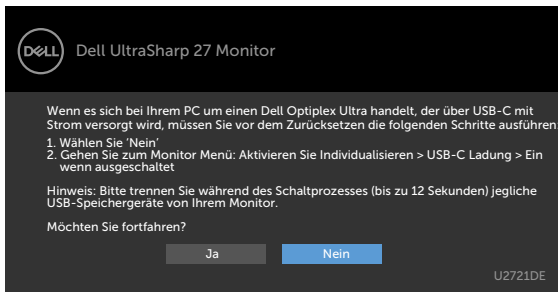 DELL
Dell UltraSharp 27 Monitor
Wenn es sich bei Ihrem PC um einen Dell Optiplex Ultra handelt, der über USB-C mit
Strom versorgt wird, müssen Sie vor dem Zurücksetzen die folgenden Schritte ausführen:
1. Wählen Sie ‘Nein’
2. Gehen Sie zum Monitor Menü: Aktivieren Sie Individualisieren > USB-C Ladung > Ein
wenn ausgeschaltet
Hinweis: Bitte trennen Sie während des Schaltprozesses (bis zu 12 Sekunden) jegliche
USB-Speichergeräte von Ihrem Monitor.
Möchten Sie fortfahren?
Ja
Nein
U2721DE